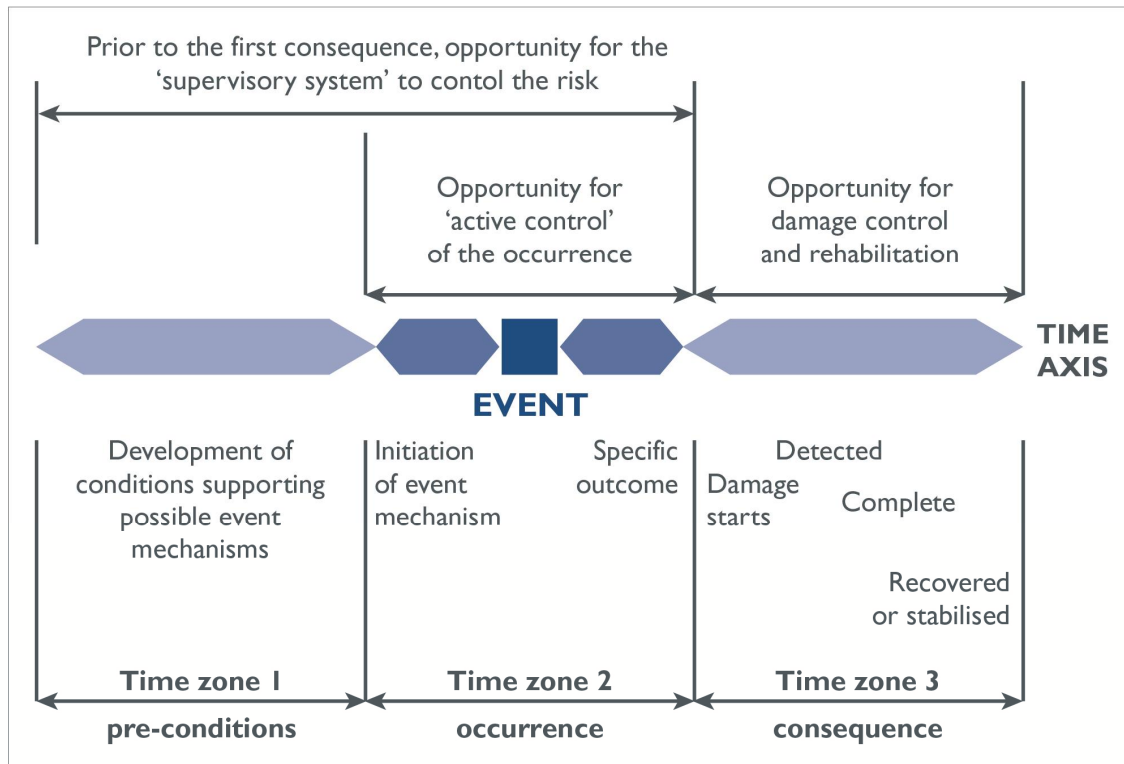 Prior to the first consequence, opportunity for the
‘supervisory system’ to contol the risk
Opportunity for
‘active control’
of the occurrence
Opportunity for
damage control
and rehabilitation
TIME
AXIS
EVENT
Development of
conditions supporting
possible event
mechanisms
Initiation
of event
mechanism
Specific
outcome
Detected
Damage
starts
Complete
Recovered
or stabilised
Time zone 1
pre-conditions
Time zone 2
occurrence
Time zone 3
consequence